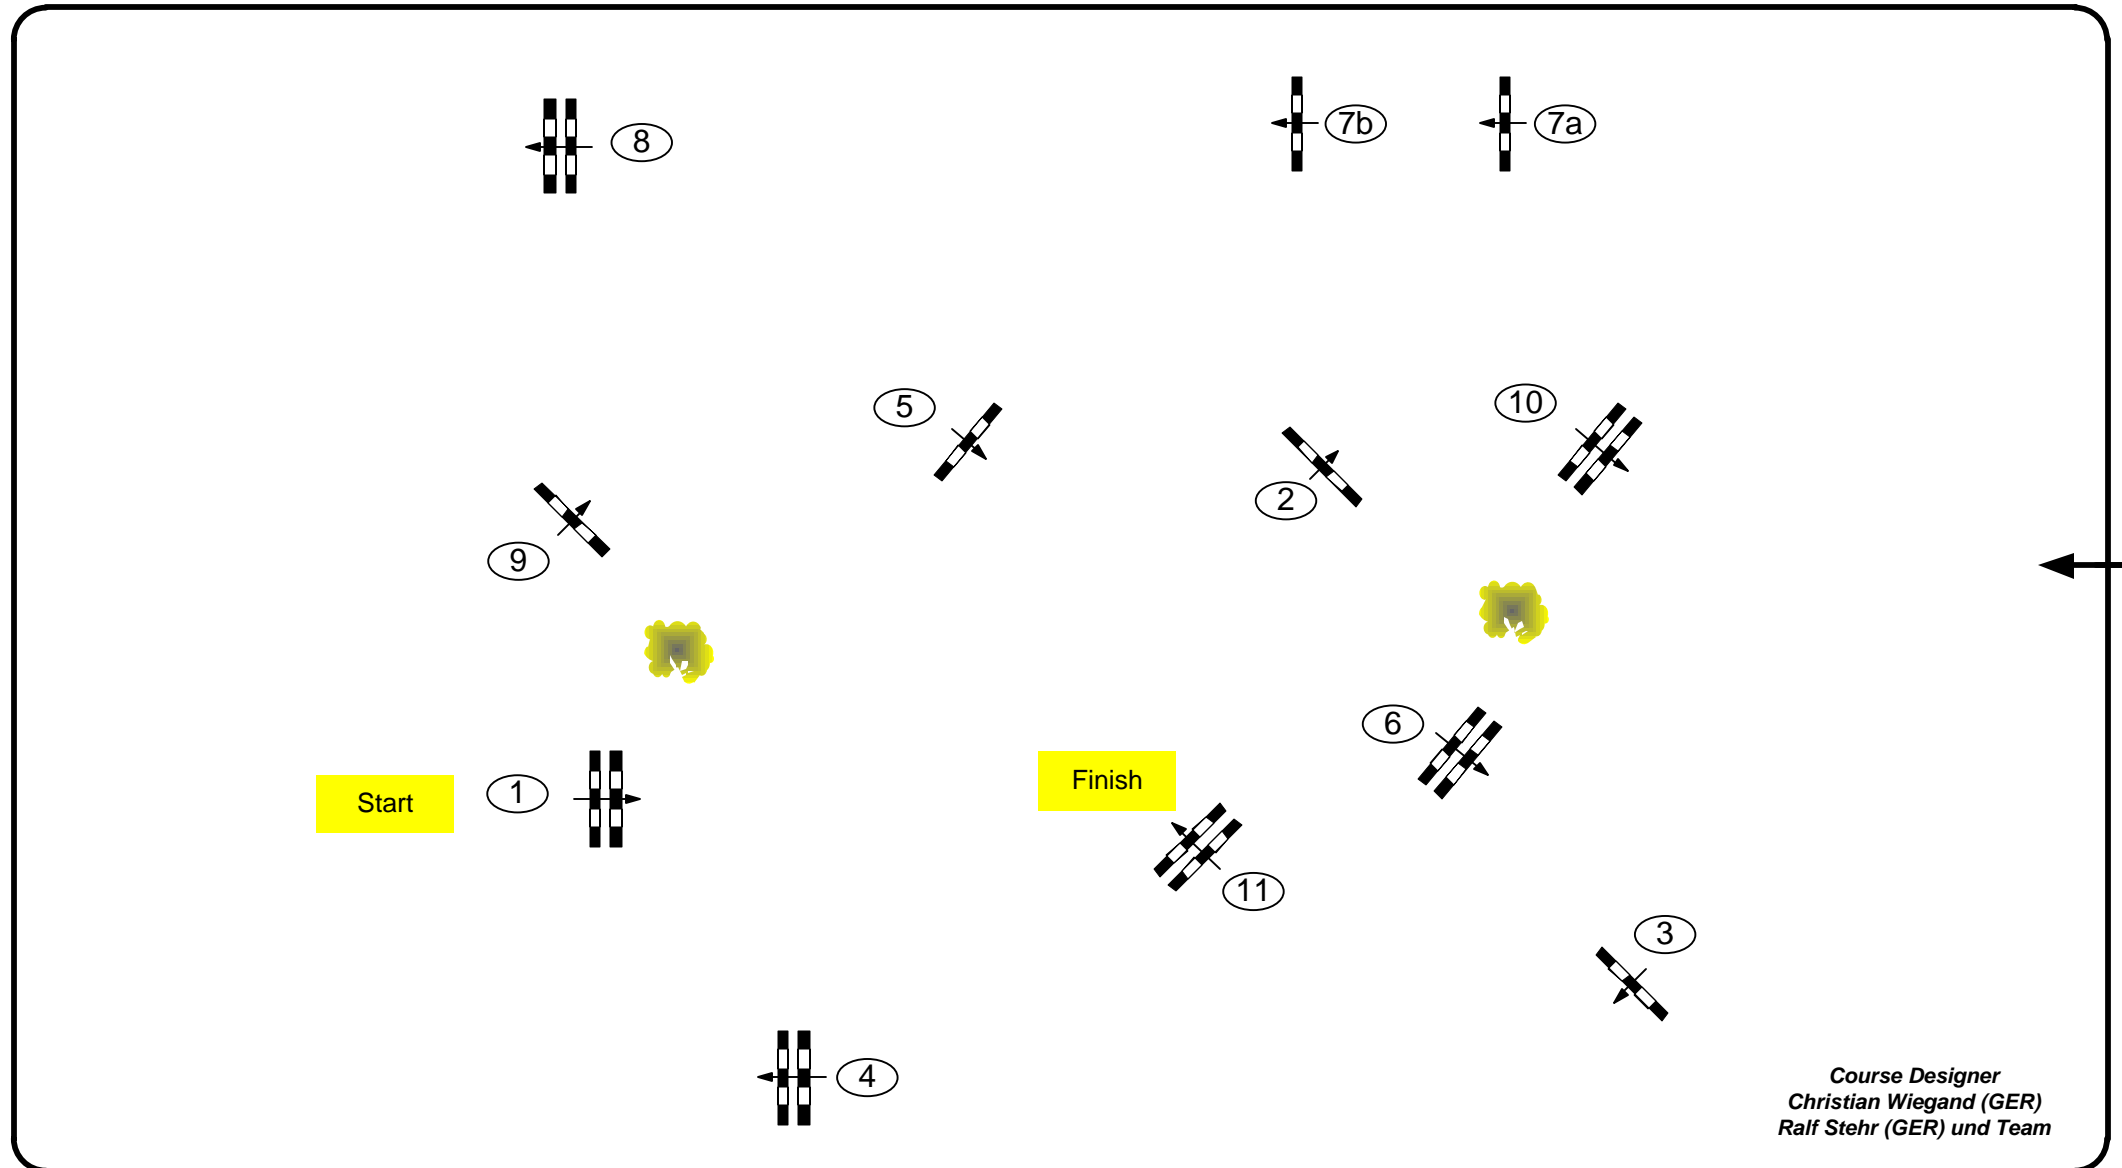 8
7b
7a
5
10
2
9
6
Finish
1
Start
11
3
4
Course Designer
Christian Wiegand (GER)
Ralf Stehr (GER) und Team